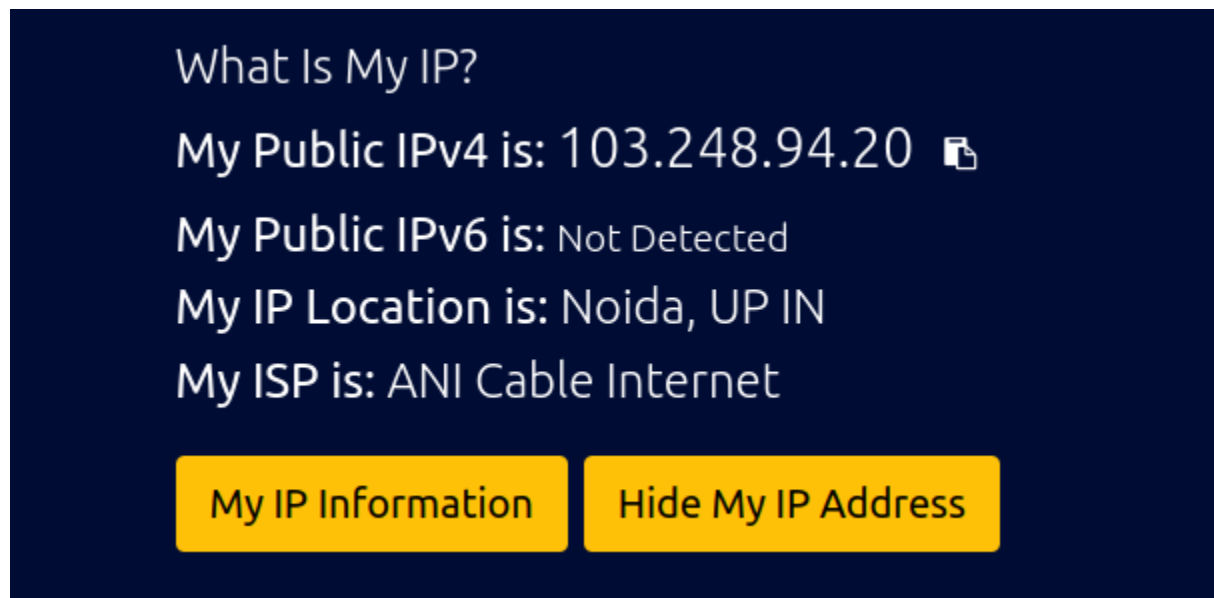 What Is My IP?
My Public IPv4 is: 103.248.94.20
My Public IPv6 is: Not Detected
My IP Location is: Noida, UP IN
My ISP is: ANI Cable Internet
My IP Information
Hide My IP Address